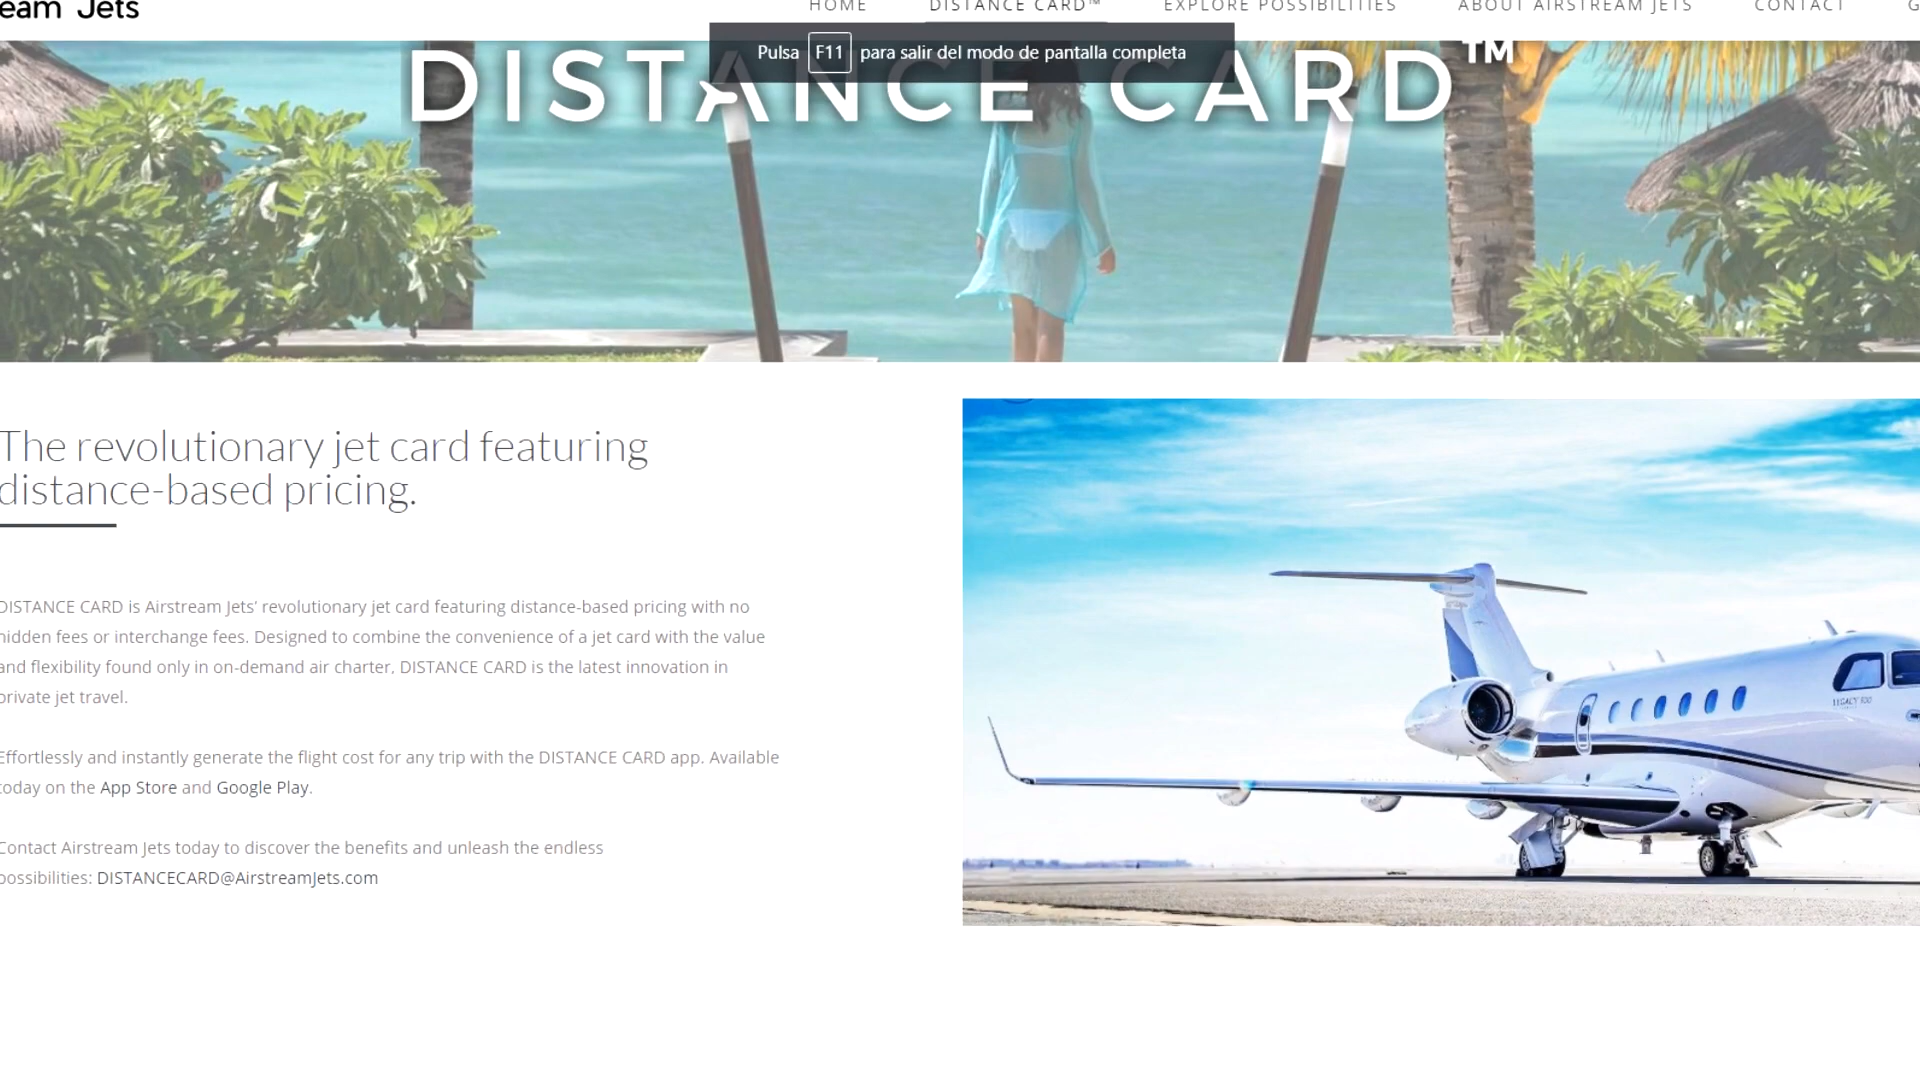 eam Jets
HOME DISTANCE CARD™ EXPLORE POSSIBILITIES ABOUT AIRSTREAM JETS CONTACT G
Pulsa F11 para salir del modo de pantalla completa
DISTANCE CARD™
The revolutionary jet card featuring
distance-based pricing.
DISTANCE CARD is Airstream Jets’ revolutionary jet card featuring distance-based pricing with no
hidden fees or interchange fees. Designed to combine the convenience of a jet card with the value
and flexibility found only in on-demand air charter, DISTANCE CARD is the latest innovation in
private jet travel.
Effortlessly and instantly generate the flight cost for any trip with the DISTANCE CARD app. Available
today on the App Store and Google Play.
Contact Airstream Jets today to discover the benefits and unleash the endless
possibilities: DISTANCECARD@AirstreamJets.com
LEGACY 500